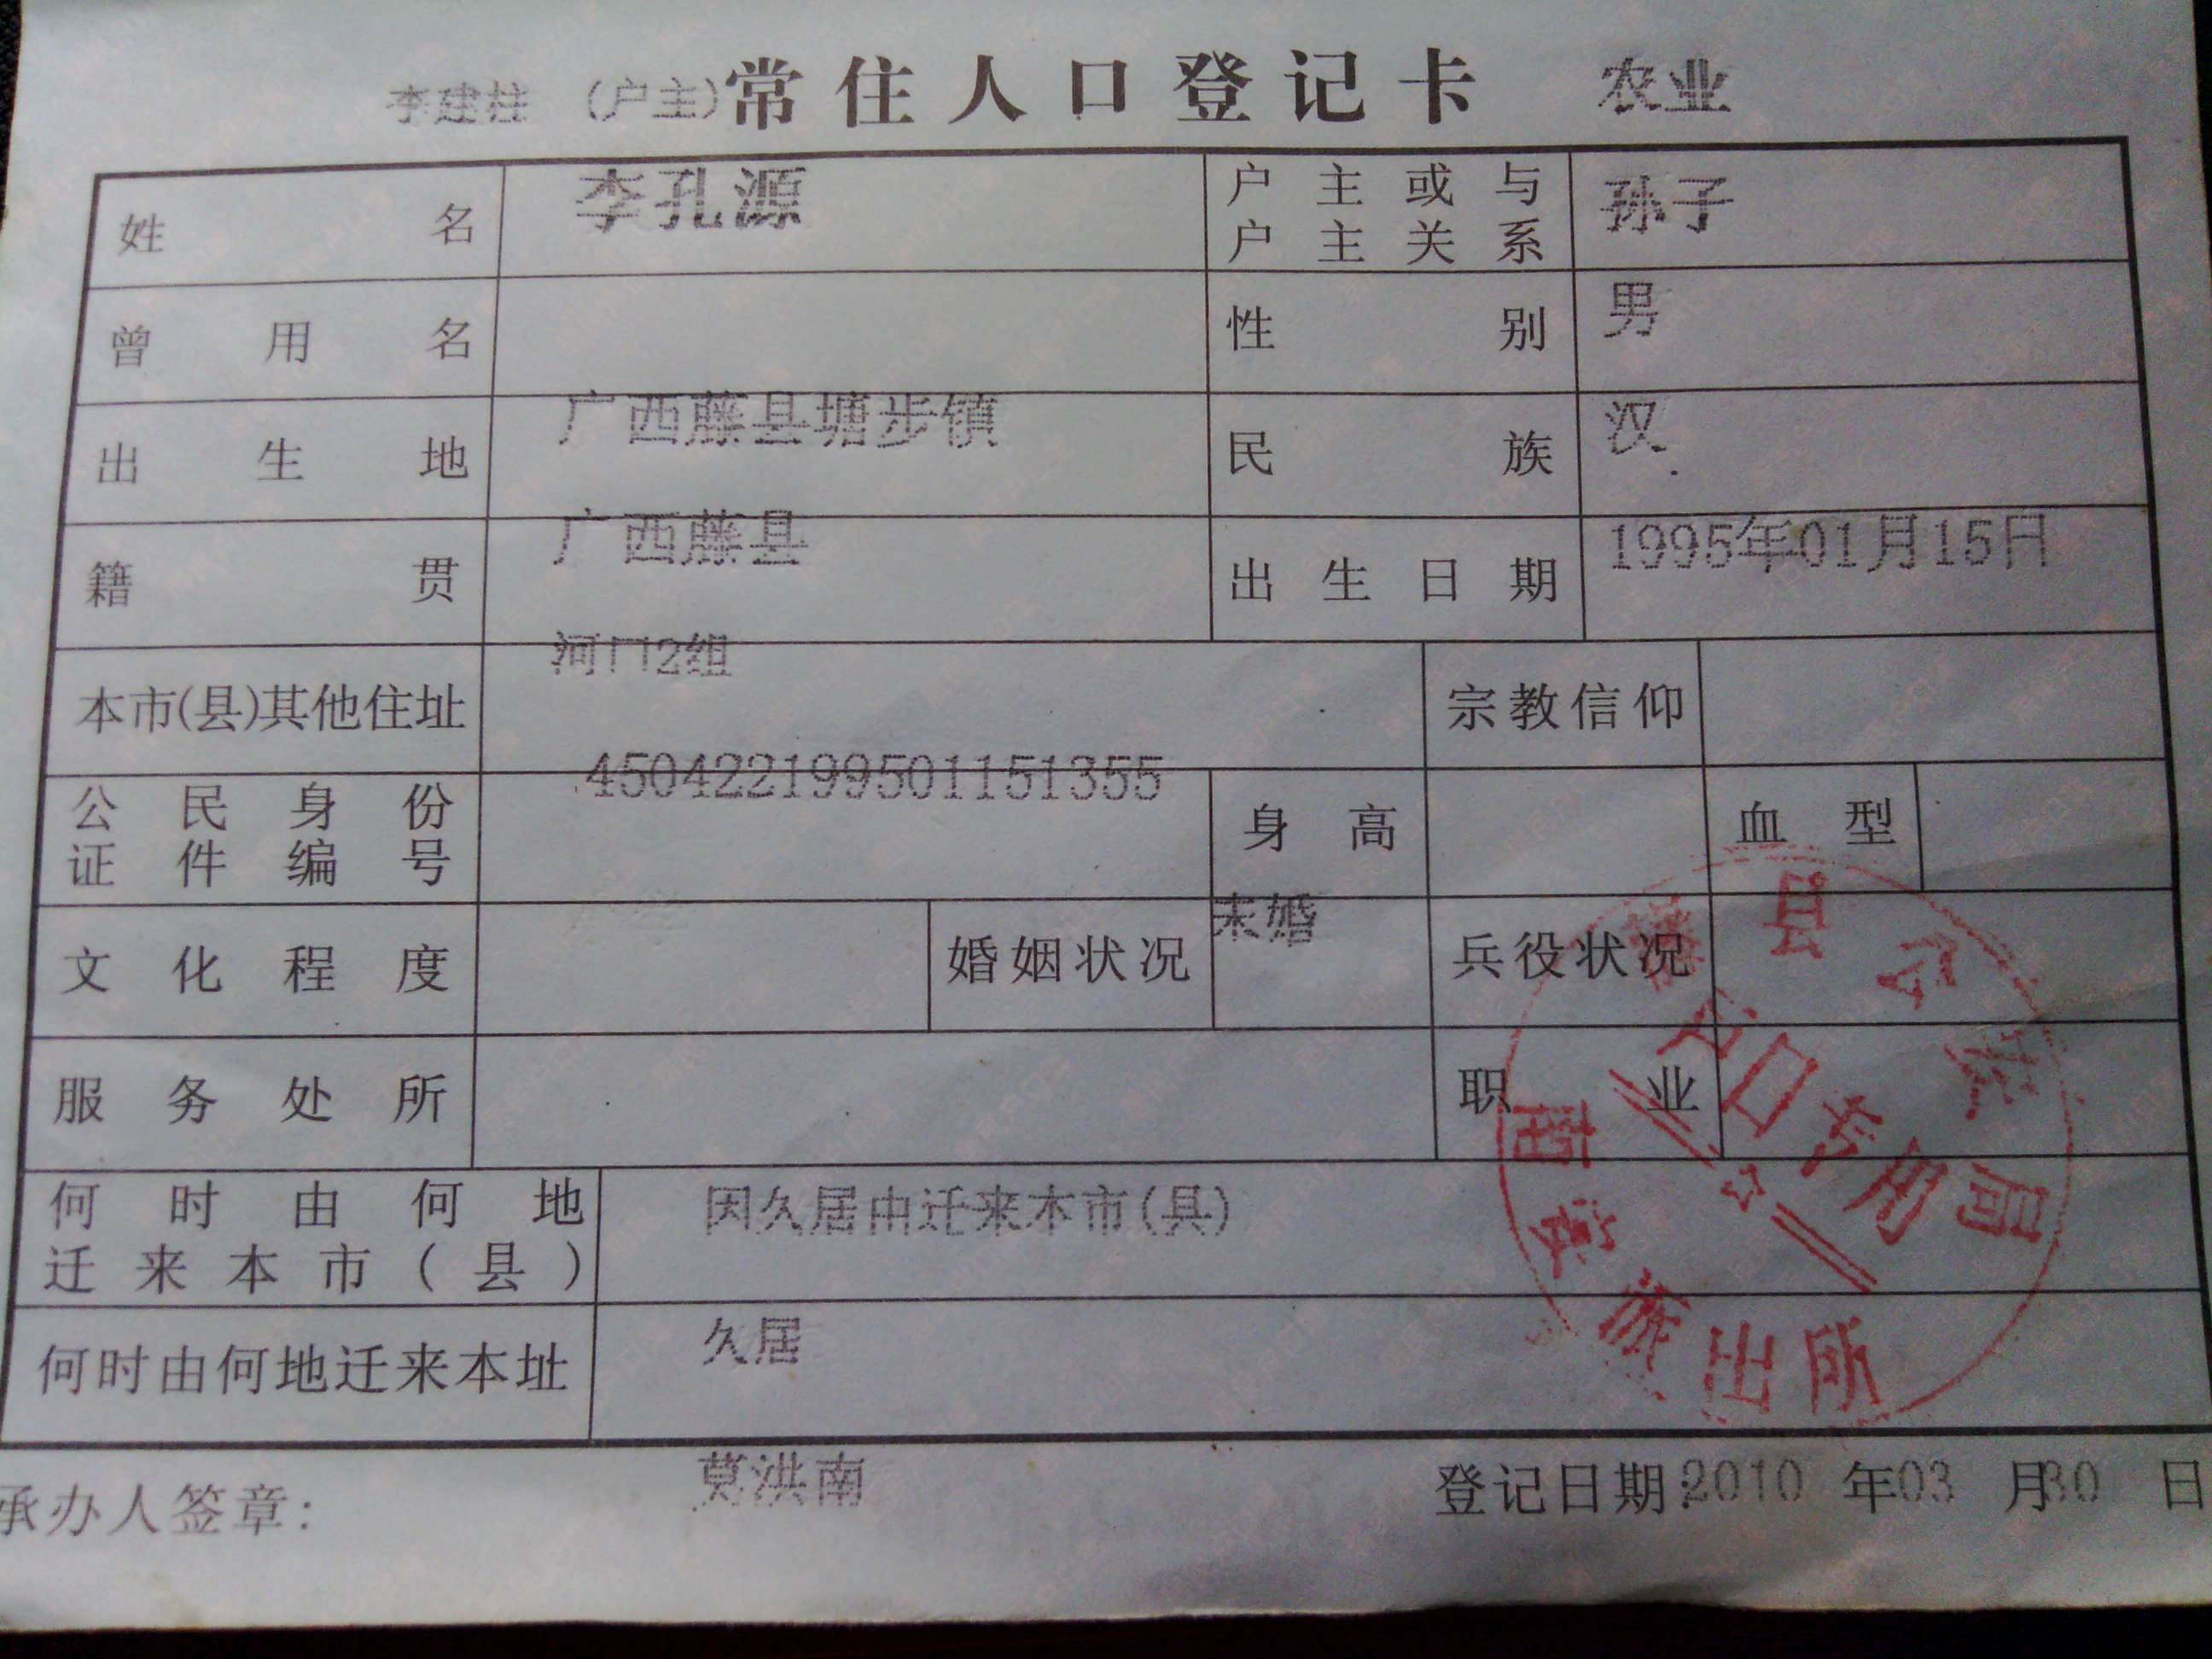 李建桂 (户主) 常住人口登记卡 农业
姓名 李孔源 户主或与户主关系 孙子
曾用名 性别 男
出生地 广西藤县塘步镇 民族 汉
籍贯 广西藤县 出生日期 1995年01月15日
本市(县)其他住址 河门12组 宗教信仰
公民身份证件编号 450422199501151355 身高 血型
文化程度 婚姻状况 未婚 兵役状况
服务处所 职业
何时由何地迁来本市(县) 因久居由迁来本市(县)
何时由何地迁来本址 久居
承办人签章: 黄洪南 登记日期:2010 年03 月30 日
户口专用
县公安
派出所